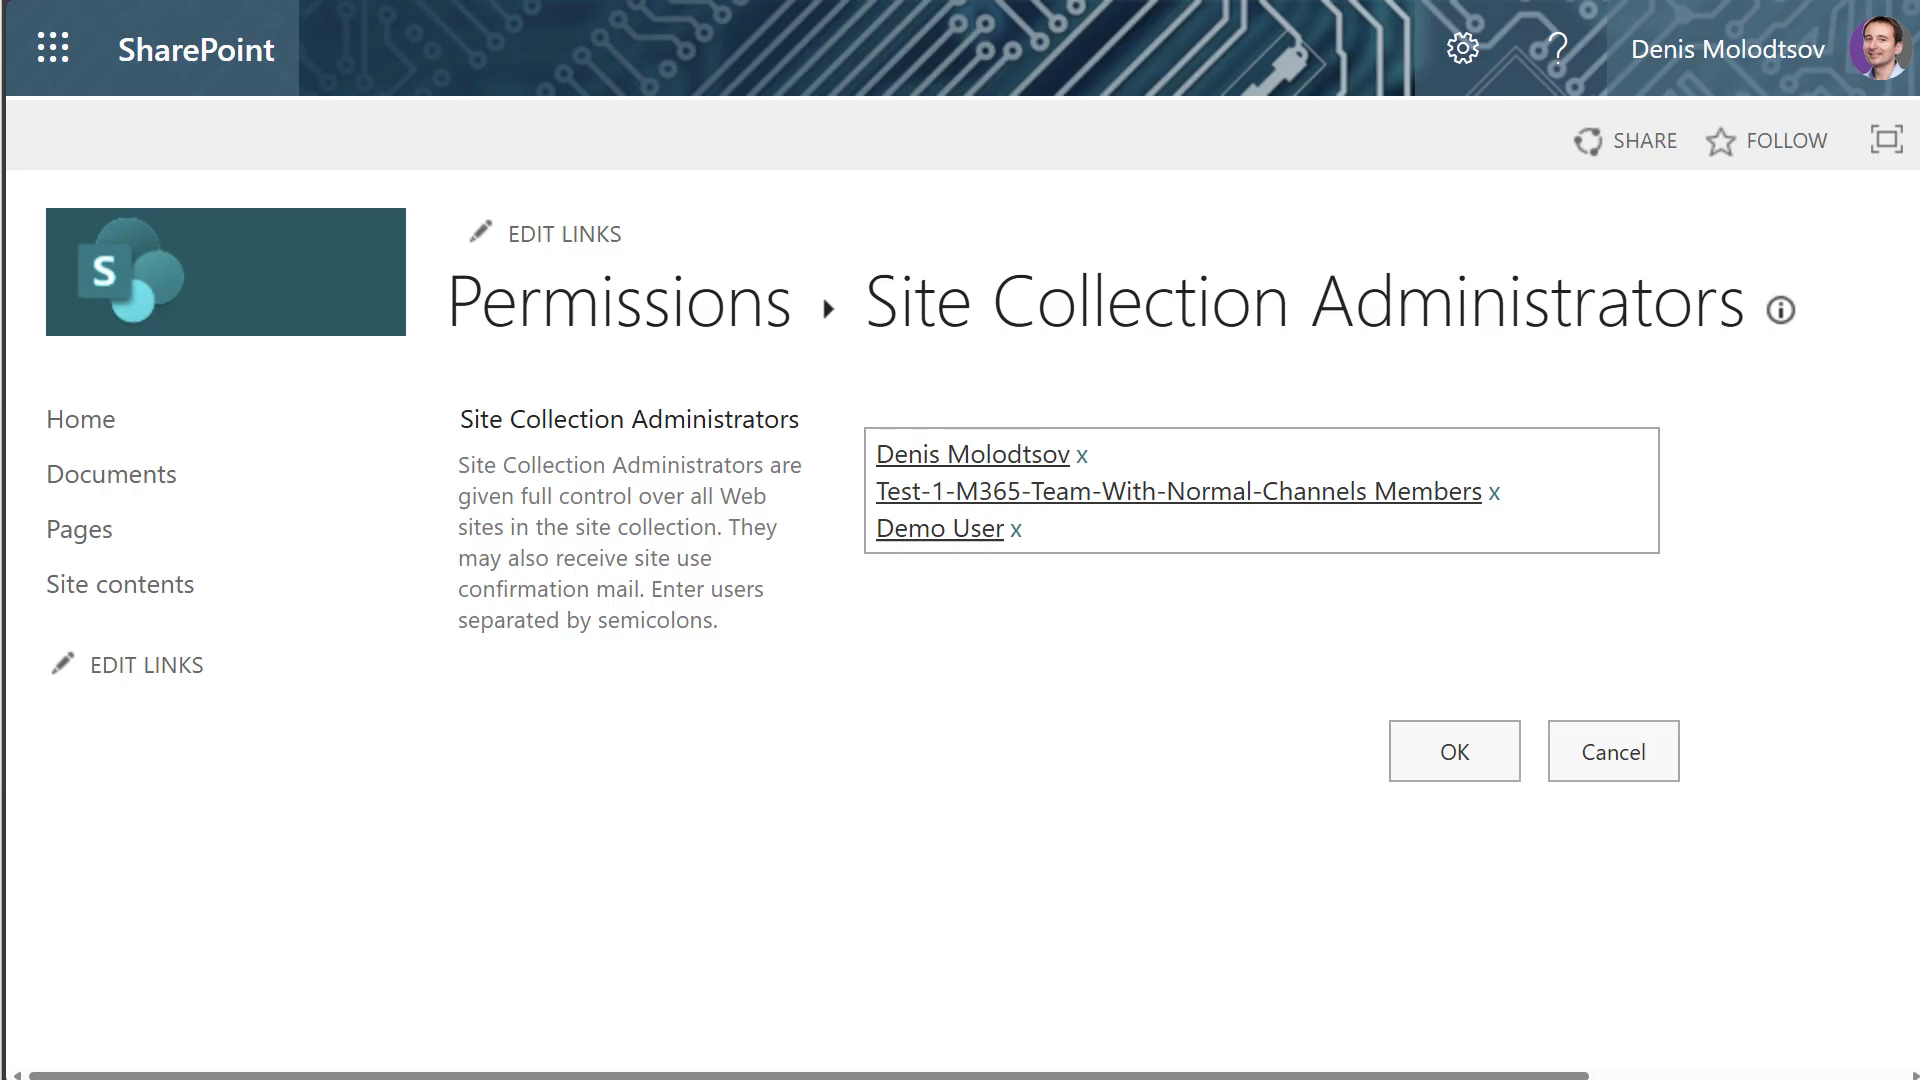 SharePoint
?
Denis Molodtsov
SHARE
FOLLOW
S
EDIT LINKS
Permissions ▸ Site Collection Administrators
Home
Documents
Pages
Site contents
EDIT LINKS
Site Collection Administrators
Site Collection Administrators are
given full control over all Web
sites in the site collection. They
may also receive site use
confirmation mail. Enter users
separated by semicolons.
Denis Molodtsov x
Test-1-M365-Team-With-Normal-Channels Members x
Demo User x
OK
Cancel